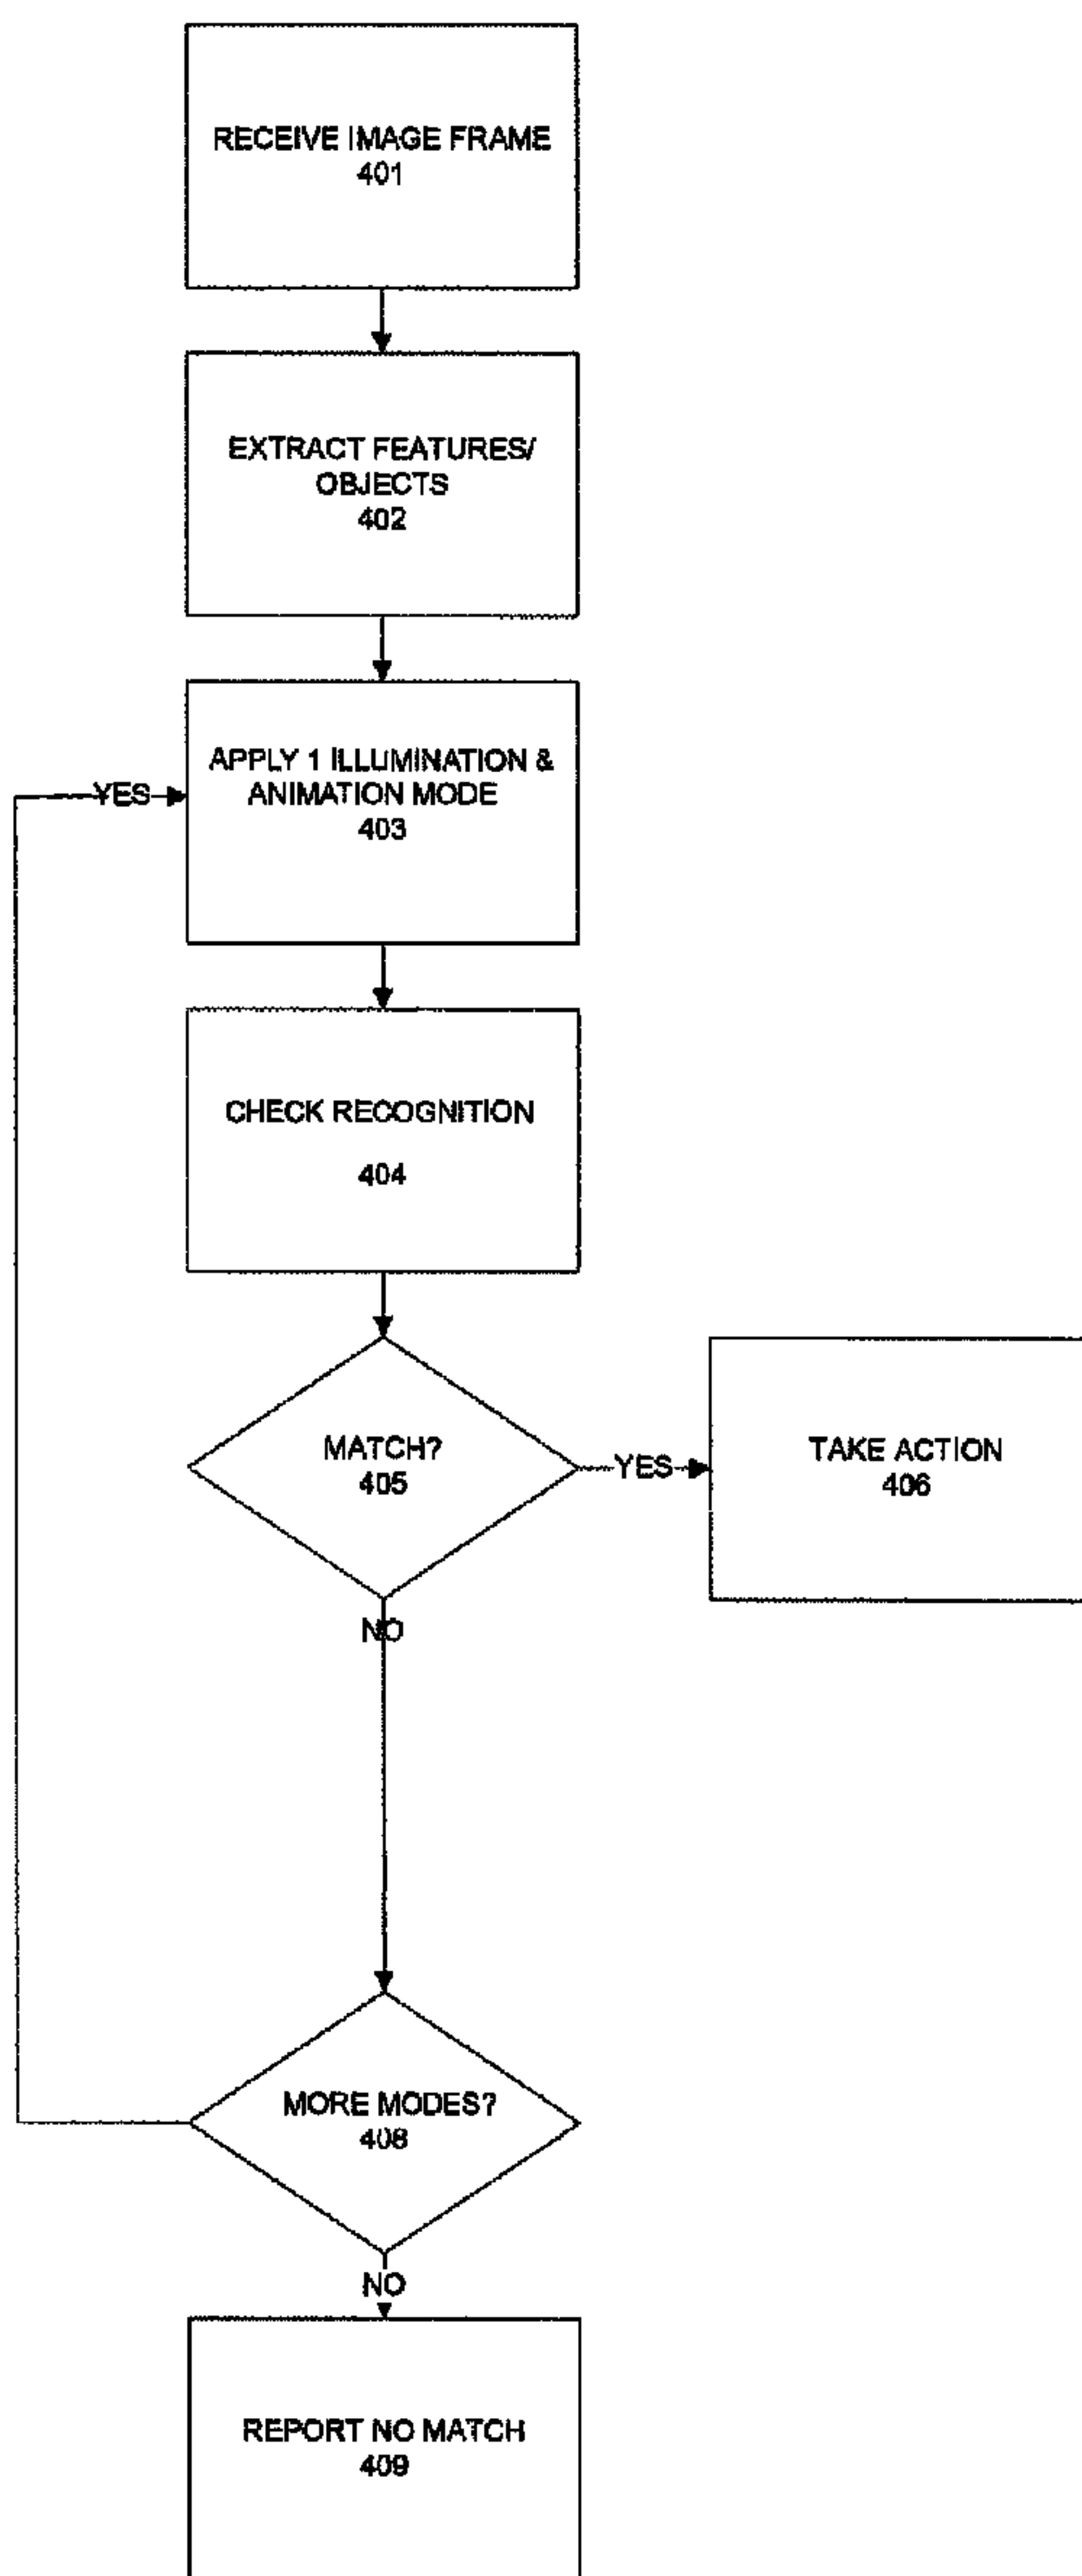 RECEIVE IMAGE FRAME
401
EXTRACT FEATURES/
OBJECTS
402
APPLY 1 ILLUMINATION &
ANIMATION MODE
403
YES
CHECK RECOGNITION
404
MATCH?
405
YES
TAKE ACTION
406
NO
MORE MODES?
408
NO
REPORT NO MATCH
409